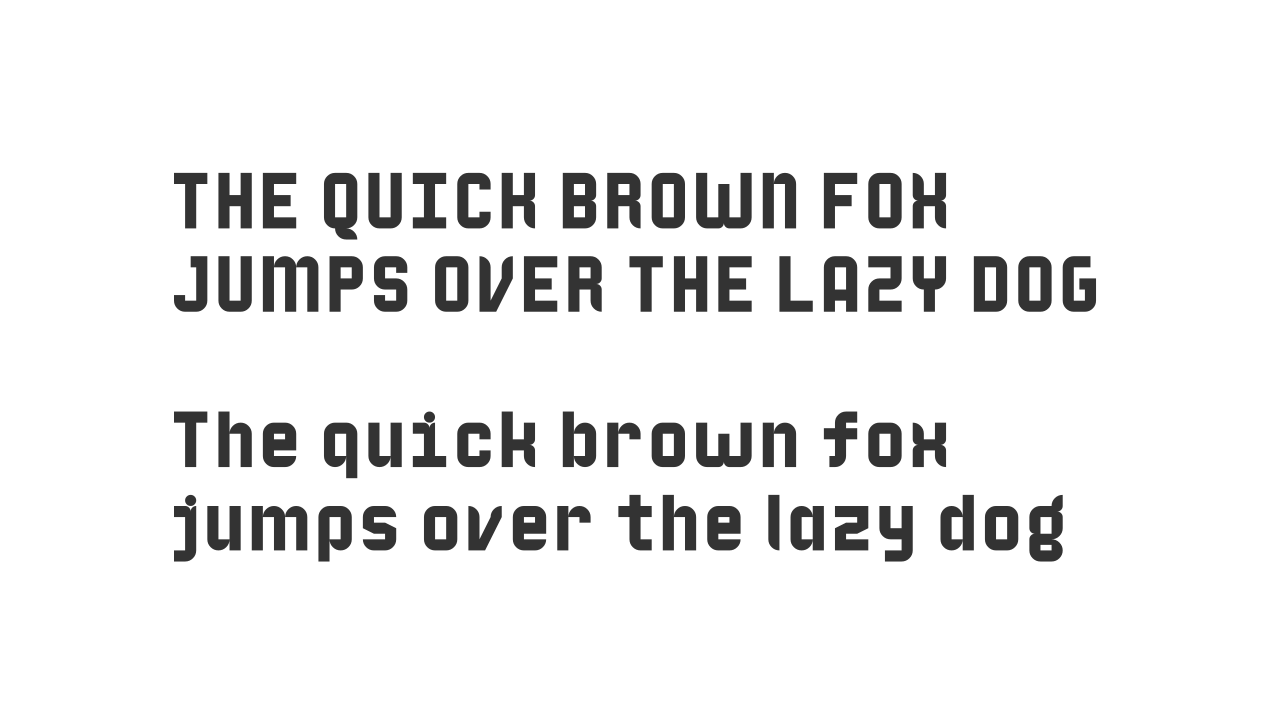 THE QUICK BROWN FOX
JUMPS OVER THE LAZY DOG
The quick brown fox
jumps over the lazy dog